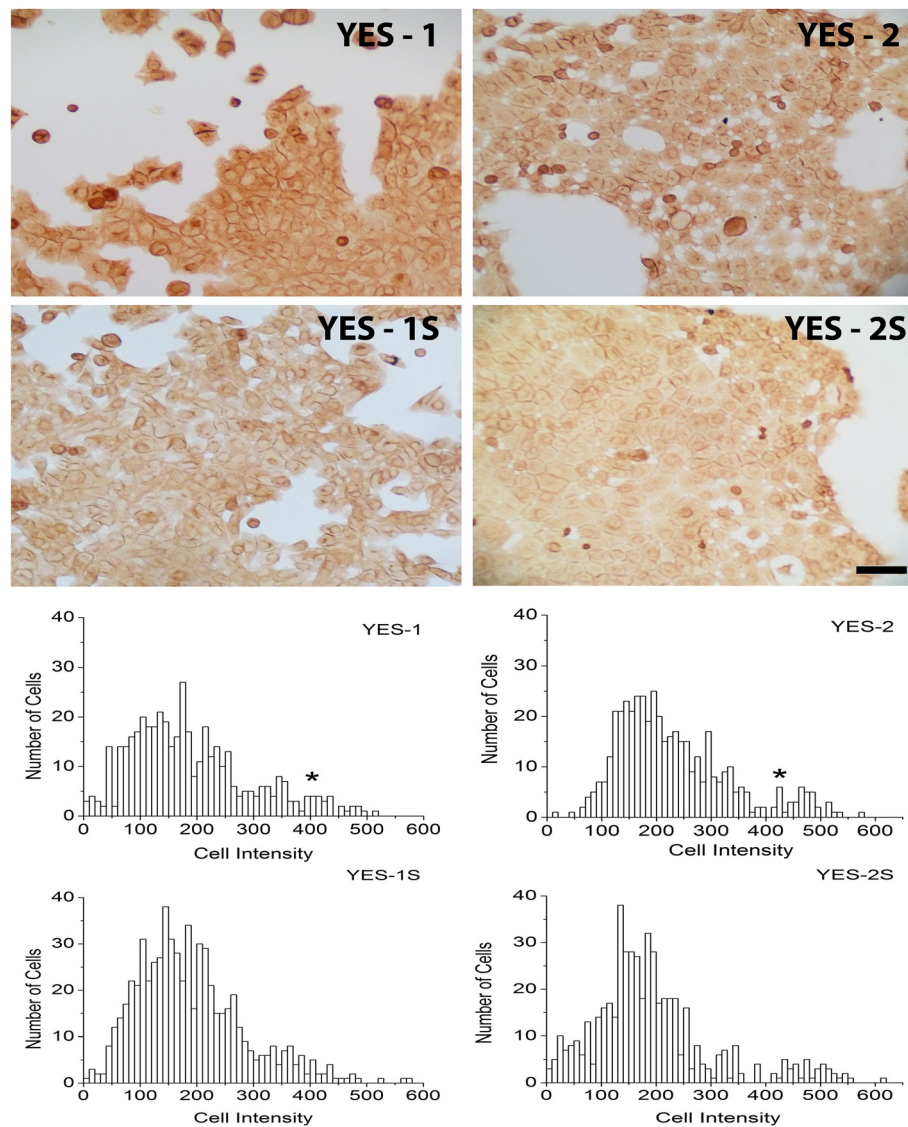 YES - 1
YES - 2
YES - 1S
YES - 2S
YES-1
40
30
20
10
0
Number of Cells
*
0 100 200 300 400 500 600
Cell Intensity
YES-2
40
30
20
10
0
Number of Cells
*
0 100 200 300 400 500 600
Cell Intensity
YES-1S
40
30
20
10
0
Number of Cells
0 100 200 300 400 500 600
Cell Intensity
YES-2S
40
30
20
10
0
Number of Cells
0 100 200 300 400 500 600
Cell Intensity